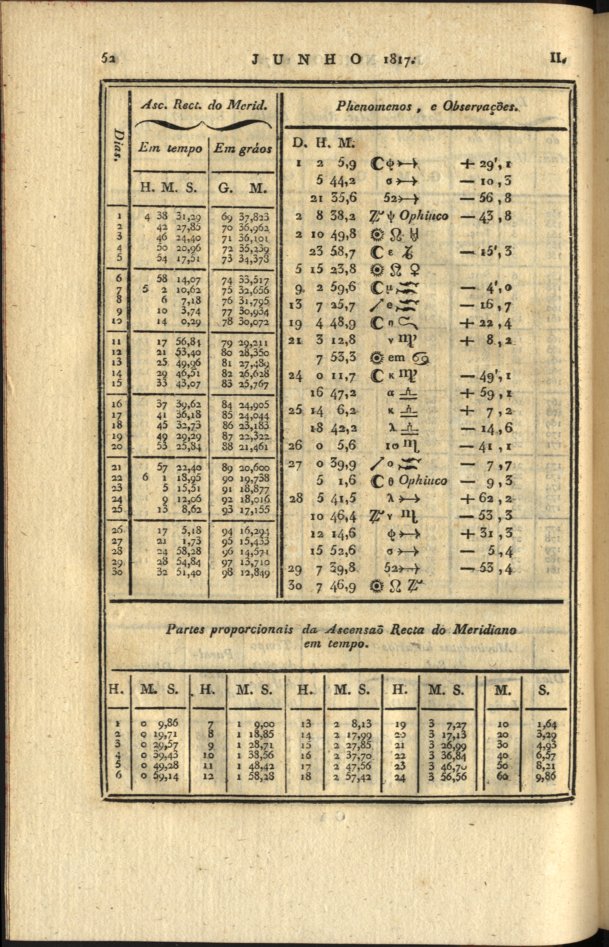 52 JUNHO 1817. II.
Asc. Rect. do Merid.
Dias. Em tempo Em gráos
H. M. S. G. M.
1 4 38 31,29 69 37,823
2 42 27,85 70 36,962
3 46 24,40 71 36,101
4 50 20,96 72 35,239
5 54 17,51 73 34,378
6 58 14,07 74 33,517
7 5 2 10,62 75 32,656
8 6 7,18 76 31,795
9 10 3,74 77 30,934
10 14 0,29 78 30,072
11 17 56,84 79 29,211
12 21 53,40 80 28,350
13 25 49,96 81 27,489
14 29 46,51 82 26,628
15 33 43,07 83 25,767
16 37 39,62 84 24,905
17 41 36,18 85 24,044
18 45 32,73 86 23,183
19 49 29,29 87 22,322
20 53 25,84 88 21,461
21 57 22,40 89 20,600
22 6 1 18,95 90 19,738
23 5 15,51 91 18,877
24 9 12,06 92 18,016
25 13 8,62 93 17,155
26 17 5,18 94 16,294
27 21 1,73 95 15,433
28 24 58,28 96 14,571
29 28 54,84 97 13,710
30 32 51,40 98 12,849
Phenomenos, e Observações.
D. H. M.
1 2 5,9 ☾ φ ♐ + 29', 1
5 44,2 σ ♐ — 10, 3
21 35,6 52 ♐ — 56, 8
2 8 38,2 ψ Ophiuco — 43, 8
2 10 49,8 ☉ ☊ ♅
23 58,7 ☾ ε ♑ — 15', 3
5 15 23,8 ☉ ☊ ♀
9 2 59,6 ☾ μ ♒ — 4', 0
13 7 25,7 ♒ — 16, 7
19 4 48,9 ☾ ♌ + 22, 4
21 3 12,8 ν ♍ + 8, 2
7 53,3 ☉ em ♋
24 0 11,7 ☾ κ ♍ — 49', 1
16 47,2 α ♎ + 59, 1
25 14 6,2 κ ♎ + 7, 2
18 42,2 λ ♎ — 14, 6
26 0 5,6 ♏ — 41, 1
27 0 39,9 ♒ — 7, 7
5 1,6 ☾ θ Ophiuco — 9, 3
28 5 41,5 λ ♐ + 62, 2
10 46,4 ν ♏ — 53, 3
12 14,6 φ ♐ + 31, 3
15 52,6 σ ♐ — 5, 4
29 7 39,8 52 ♐ — 53, 4
30 7 46,9 ☉ ☊
Partes proporcionais da Ascensaõ Recta do Meridiano
em tempo.
H. M. S. H. M. S. H. M. S. H. M. S. M. S.
1 0 9,86 7 1 9,00 13 2 8,13 19 3 7,27 10 1,64
2 0 19,71 8 1 18,85 14 2 17,99 20 3 17,13 20 3,29
3 0 29,57 9 1 28,71 15 2 27,85 21 3 26,99 30 4,93
4 0 39,43 10 1 38,56 16 2 37,70 22 3 36,84 40 6,57
5 0 49,28 11 1 48,42 17 2 47,56 23 3 46,70 50 8,21
6 0 59,14 12 1 58,28 18 2 57,42 24 3 56,56 60 9,86